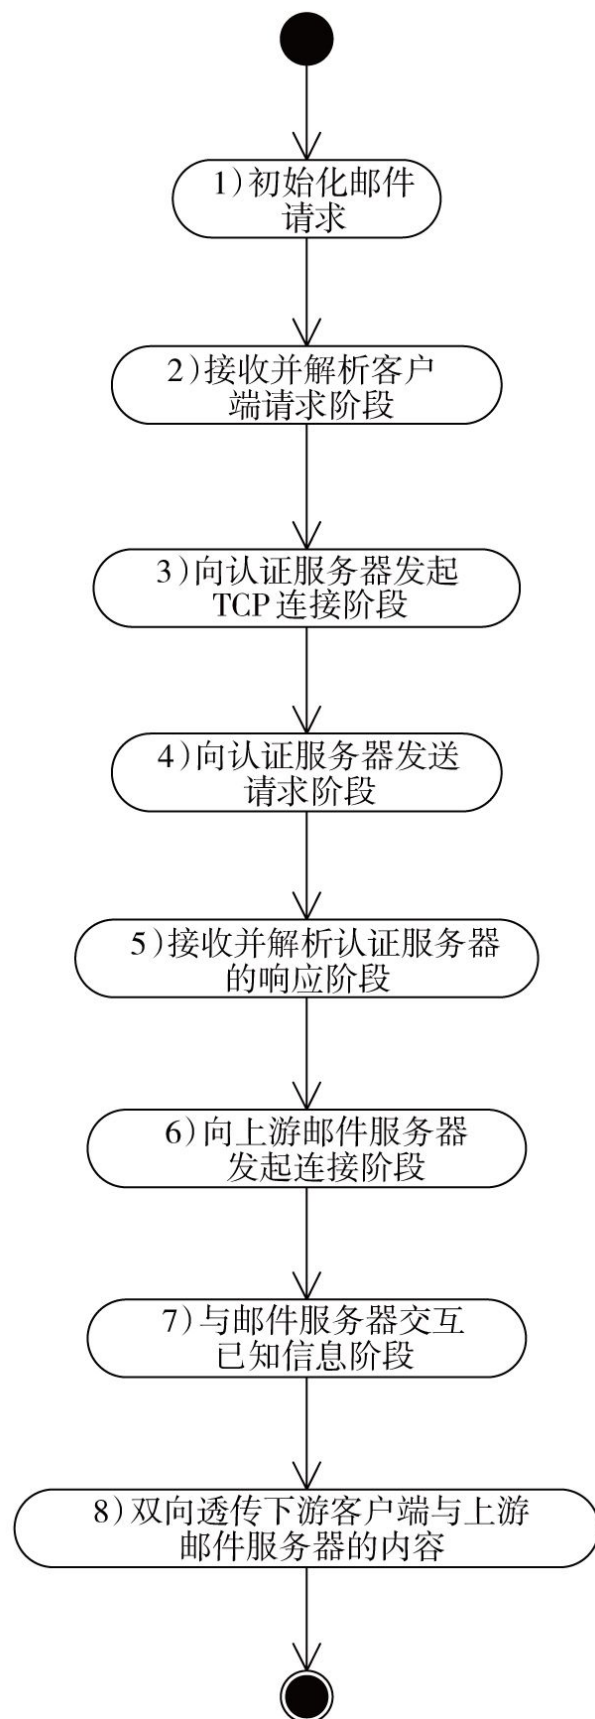 1)初始化邮件
请求
2)接收并解析客户
端请求阶段
3)向认证服务器发起
TCP连接阶段
4)向认证服务器发送
请求阶段
5)接收并解析认证服务器
的响应阶段
6)向上游邮件服务器
发起连接阶段
7)与邮件服务器交互
已知信息阶段
8)双向透传下游客户端与上游
邮件服务器的内容